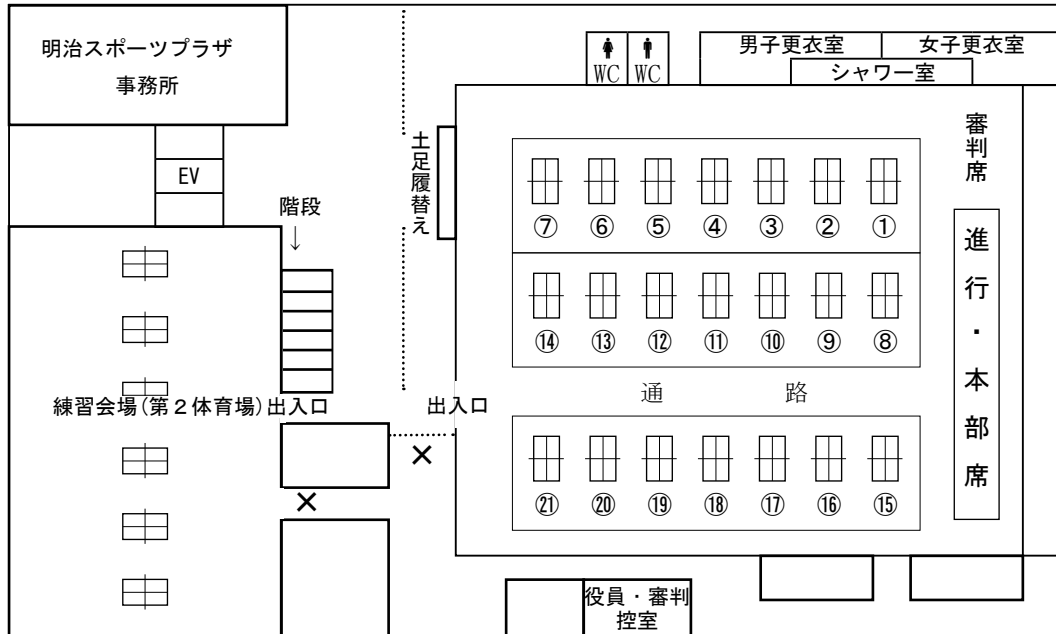 明治スポーツプラザ
事務所
EV
階段
↓
土足履替え
WC
WC
男子更衣室
女子更衣室
シャワー室
審判席
進行・本部席
⑦ ⑥ ⑤ ④ ③ ② ①
⑭ ⑬ ⑫ ⑪ ⑩ ⑨ ⑧
通路
練習会場(第2体育場)出入口
出入口
×
×
㉑ ⑳ ⑲ ⑱ ⑰ ⑯ ⑮
役員・審判
控室